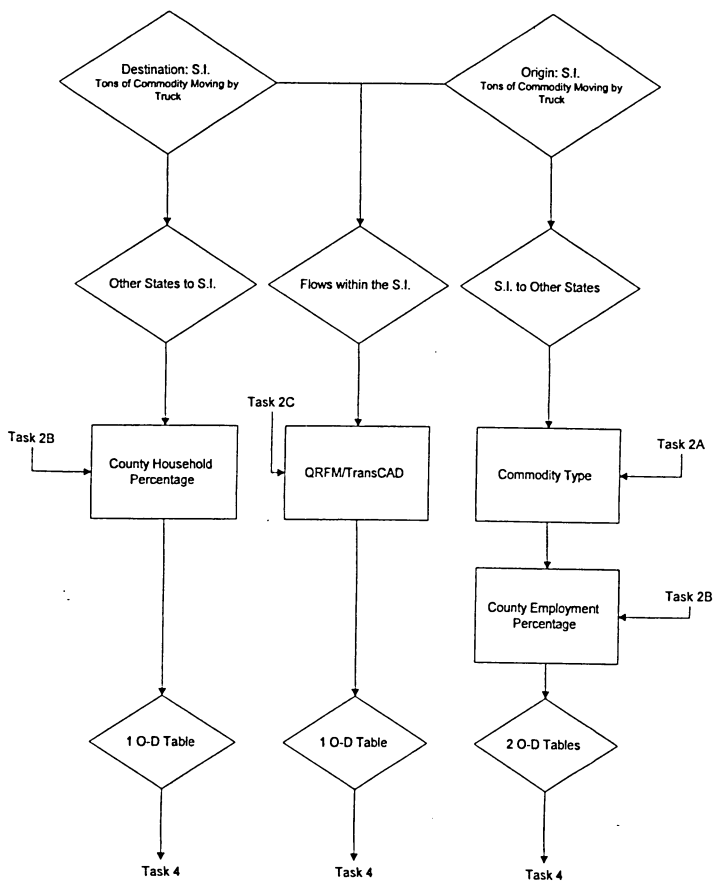 Destination: S.I.
Tons of Commodity Moving by
Truck
Origin: S.I.
Tons of Commodity Moving by
Truck
Other States to S.I.
Flows within the S.I.
S.I. to Other States
Task 2C
Task 2B
Task 2A
County Household
Percentage
QRFM/TransCAD
Commodity Type
County Employment
Percentage
Task 2B
1 O-D Table
1 O-D Table
2 O-D Tables
Task 4
Task 4
Task 4